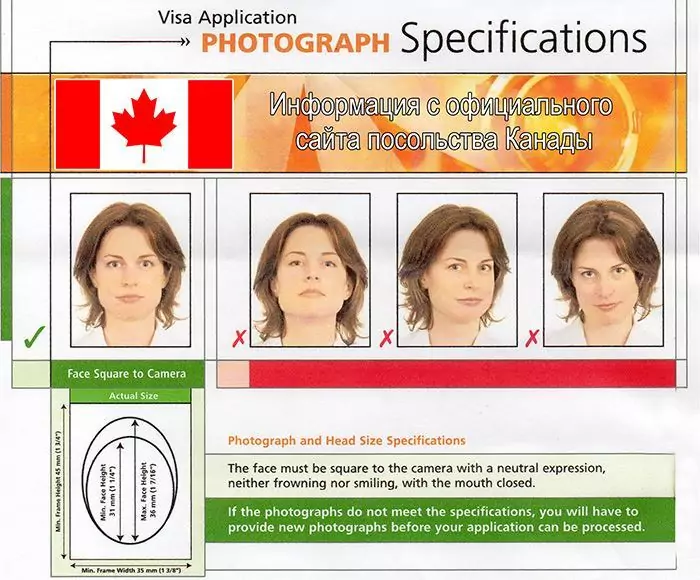 Visa Application
PHOTOGRAPH Specifications
Информация с официального
сайта посольства Канады
Face Square to Camera
Actual Size
Min. Frame Height 45 mm (1 3/4")
Min. Face Height
31 mm (1 1/4")
Max. Face Height
36 mm (1 7/16")
Min. Frame Width 35 mm (1 3/8")
Photograph and Head Size Specifications
The face must be square to the camera with a neutral expression,
neither frowning nor smiling, with the mouth closed.
If the photographs do not meet the specifications, you will have to
provide new photographs before your application can be processed.